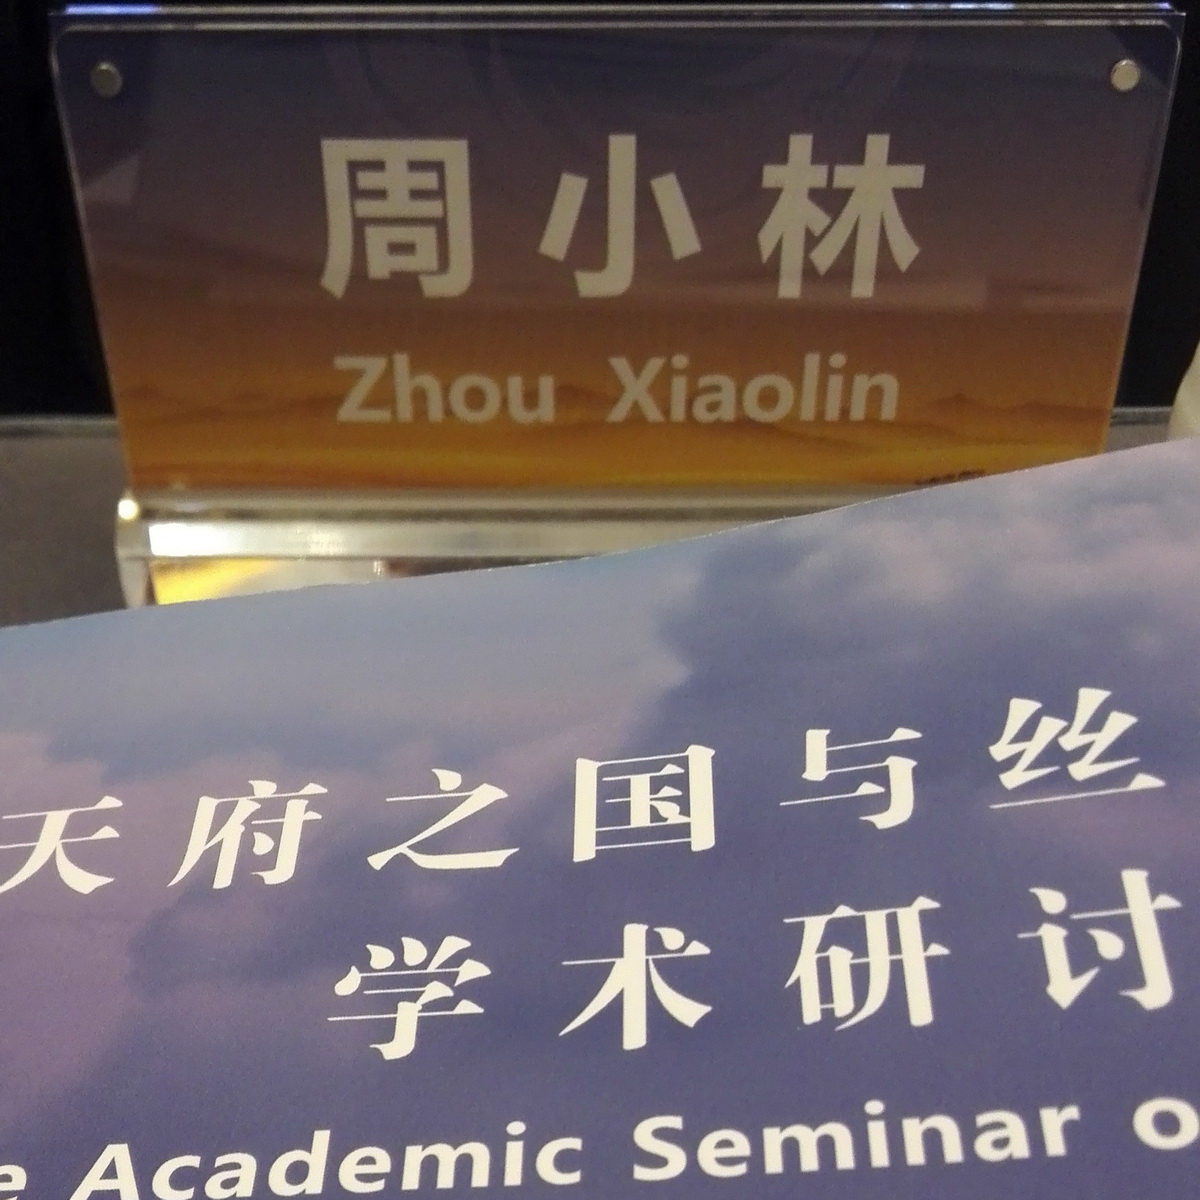 周小林
Zhou Xiaolin
天府之国与丝
学术研讨
Academic Seminar